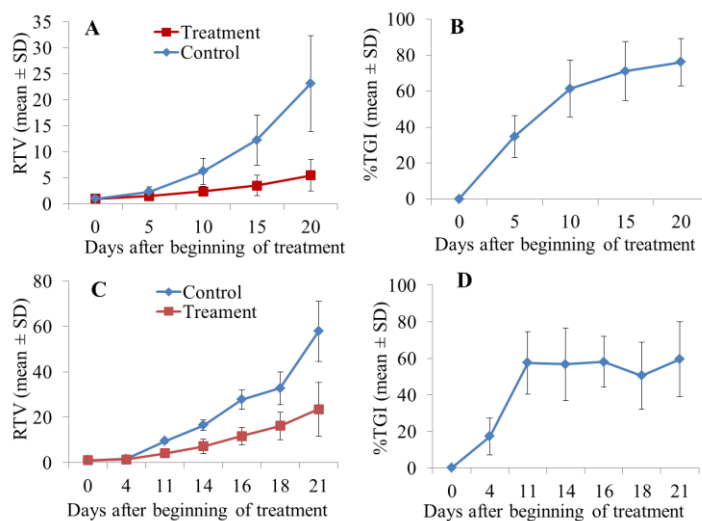 A
Treatment
Control
RTV (mean ± SD)
35
30
25
20
15
10
5
0
0 5 10 15 20
Days after beginning of treatment
B
%TGI (mean ± SD)
100
80
60
40
20
0
0 5 10 15 20
Days after beginning of treatment
C
Control
Treament
RTV (mean ± SD)
80
60
40
20
0
0 4 11 14 16 18 21
Days after beginning of treatment
D
%TGI (mean ± SD)
100
80
60
40
20
0
0 4 11 14 16 18 21
Days after beginning of treatment